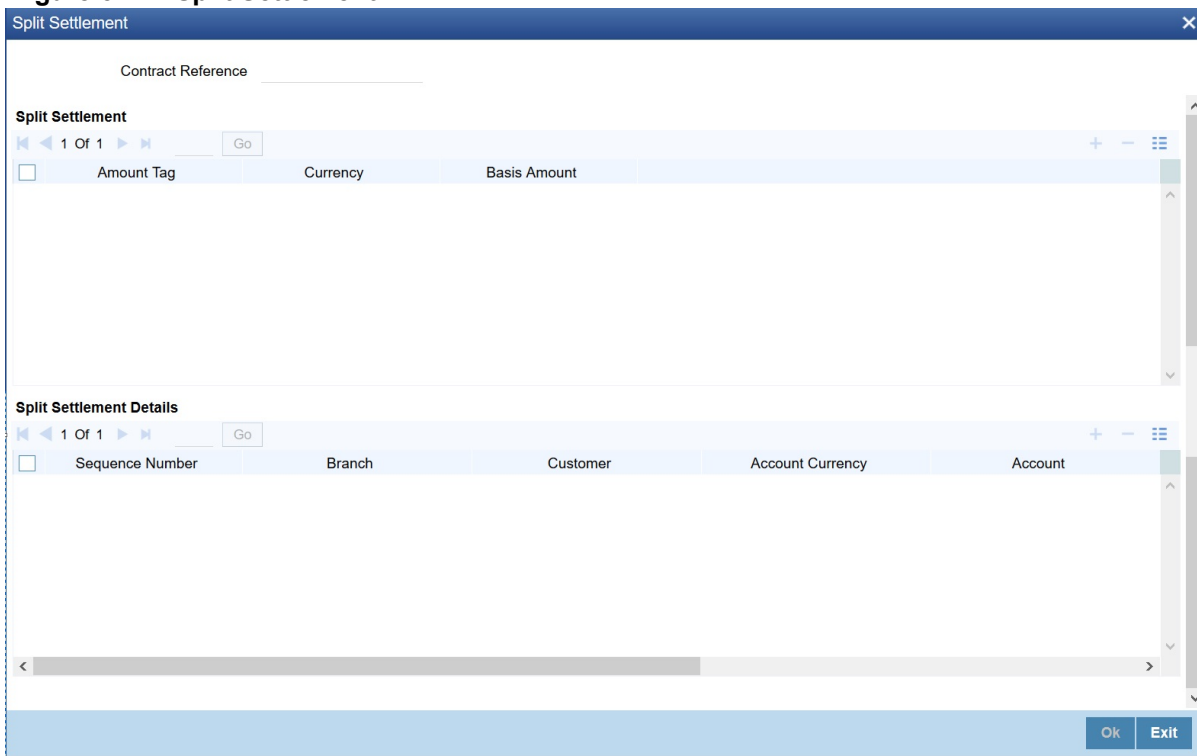 Split Settlement
Contract Reference
Split Settlement
1 Of 1 Go
Amount Tag Currency Basis Amount
Split Settlement Details
1 Of 1 Go
Sequence Number Branch Customer Account Currency Account
Ok Exit